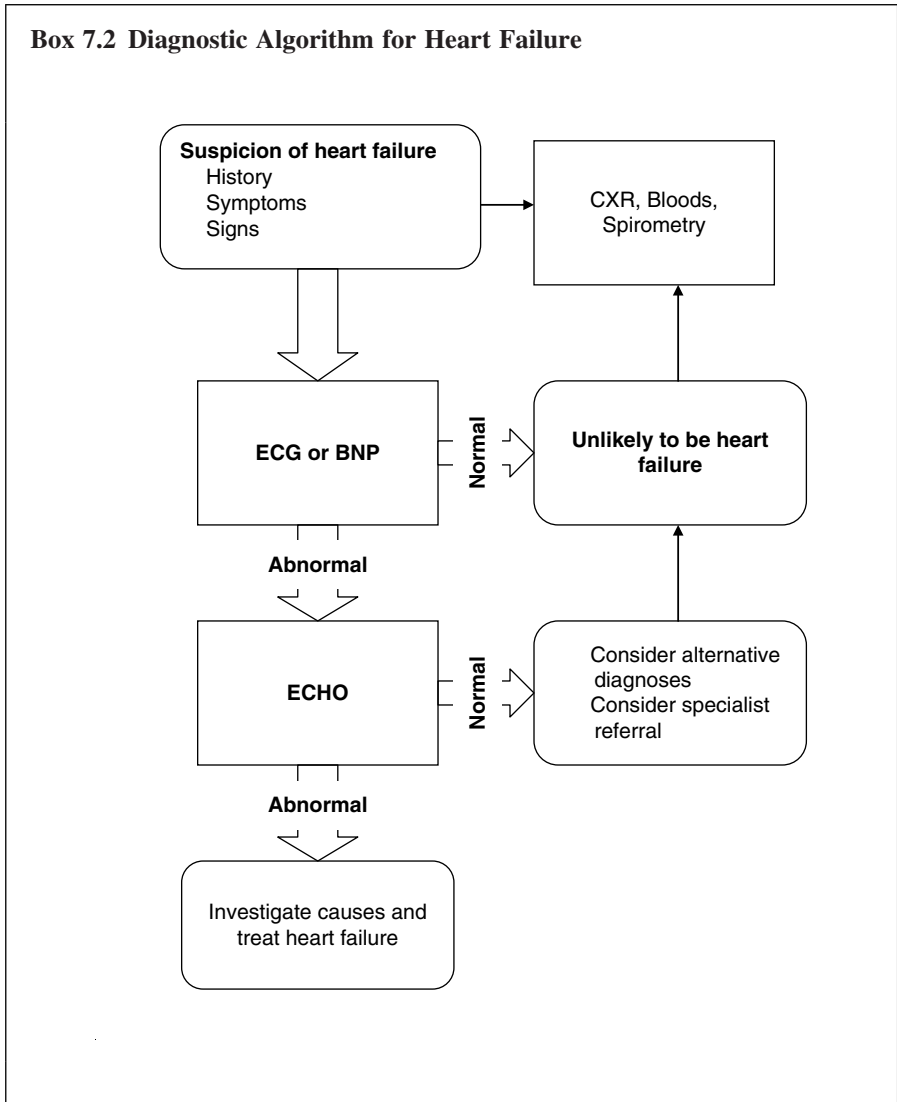 Box 7.2 Diagnostic Algorithm for Heart Failure
Suspicion of heart failure
History
Symptoms
Signs
CXR, Bloods,
Spirometry
ECG or BNP
Normal
Unlikely to be heart
failure
Abnormal
ECHO
Normal
Consider alternative
diagnoses
Consider specialist
referral
Abnormal
Investigate causes and
treat heart failure